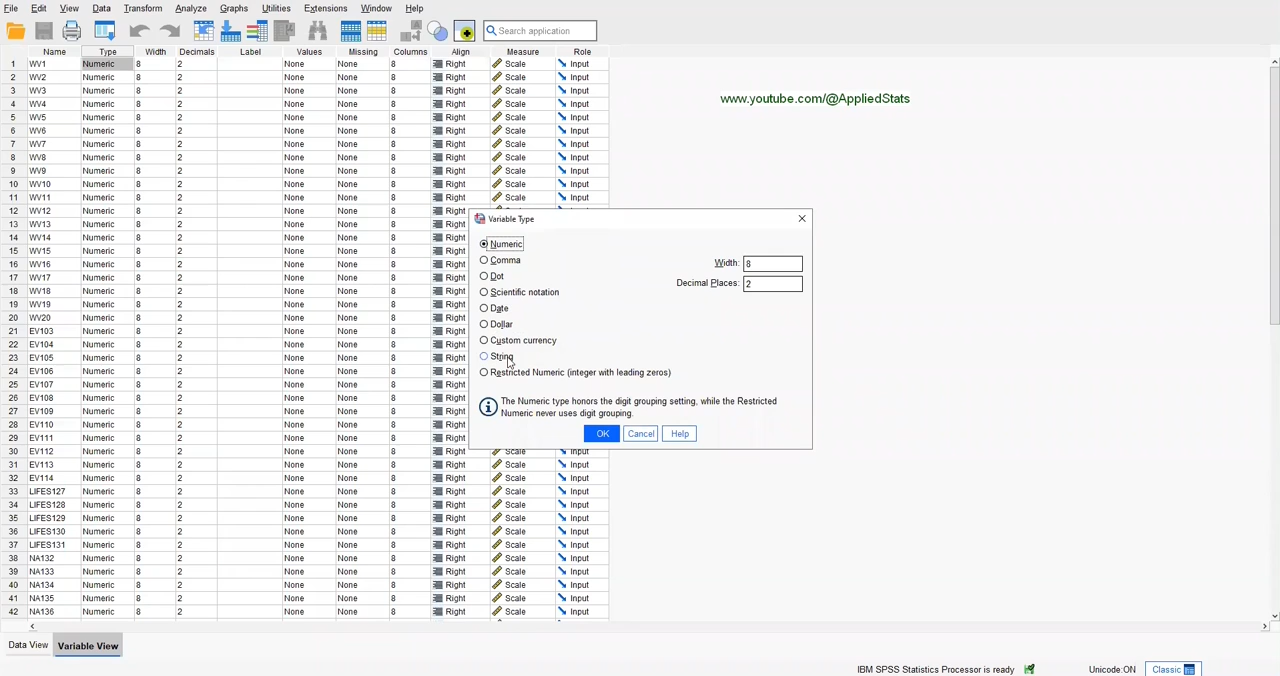 File Edit View Data Transform Analyze Graphs Utilities Extensions Window Help
Search application
Name Type Width Decimals Label Values Missing Columns Align Measure Role
1 WV1 Numeric 8 2 None None 8 Right Scale Input
2 WV2 Numeric 8 2 None None 8 Right Scale Input
3 WV3 Numeric 8 2 None None 8 Right Scale Input
www.youtube.com/@AppliedStats
4 WV4 Numeric 8 2 None None 8 Right Scale Input
5 WV5 Numeric 8 2 None None 8 Right Scale Input
6 WV6 Numeric 8 2 None None 8 Right Scale Input
7 WV7 Numeric 8 2 None None 8 Right Scale Input
8 WV8 Numeric 8 2 None None 8 Right Scale Input
9 WV9 Numeric 8 2 None None 8 Right Scale Input
10 WV10 Numeric 8 2 None None 8 Right Scale Input
11 WV11 Numeric 8 2 None None 8 Right Scale Input
12 WV12 Numeric 8 2 None None 8 Right
13 WV13 Numeric 8 2 None None 8 Right
14 WV14 Numeric 8 2 None None 8 Right
15 WV15 Numeric 8 2 None None 8 Right
16 WV16 Numeric 8 2 None None 8 Right
17 WV17 Numeric 8 2 None None 8 Right
18 WV18 Numeric 8 2 None None 8 Right
19 WV19 Numeric 8 2 None None 8 Right
20 WV20 Numeric 8 2 None None 8 Right
21 EV103 Numeric 8 2 None None 8 Right
22 EV104 Numeric 8 2 None None 8 Right
23 EV105 Numeric 8 2 None None 8 Right
24 EV106 Numeric 8 2 None None 8 Right
25 EV107 Numeric 8 2 None None 8 Right
26 EV108 Numeric 8 2 None None 8 Right
27 EV109 Numeric 8 2 None None 8 Right
28 EV110 Numeric 8 2 None None 8 Right
29 EV111 Numeric 8 2 None None 8 Right
30 EV112 Numeric 8 2 None None 8 Right Scale Input
31 EV113 Numeric 8 2 None None 8 Right Scale Input
32 EV114 Numeric 8 2 None None 8 Right Scale Input
33 LIFES127 Numeric 8 2 None None 8 Right Scale Input
34 LIFES128 Numeric 8 2 None None 8 Right Scale Input
35 LIFES129 Numeric 8 2 None None 8 Right Scale Input
36 LIFES130 Numeric 8 2 None None 8 Right Scale Input
37 LIFES131 Numeric 8 2 None None 8 Right Scale Input
38 NA132 Numeric 8 2 None None 8 Right Scale Input
39 NA133 Numeric 8 2 None None 8 Right Scale Input
40 NA134 Numeric 8 2 None None 8 Right Scale Input
41 NA135 Numeric 8 2 None None 8 Right Scale Input
42 NA136 Numeric 8 2 None None 8 Right Scale Input
Variable Type
Numeric
Comma
Dot
Scientific notation
Date
Dollar
Custom currency
String
Restricted Numeric (integer with leading zeros)
Width: 8
Decimal Places: 2
The Numeric type honors the digit grouping setting, while the Restricted
Numeric never uses digit grouping.
OK Cancel Help
Data View Variable View
IBM SPSS Statistics Processor is ready Unicode:ON Classic